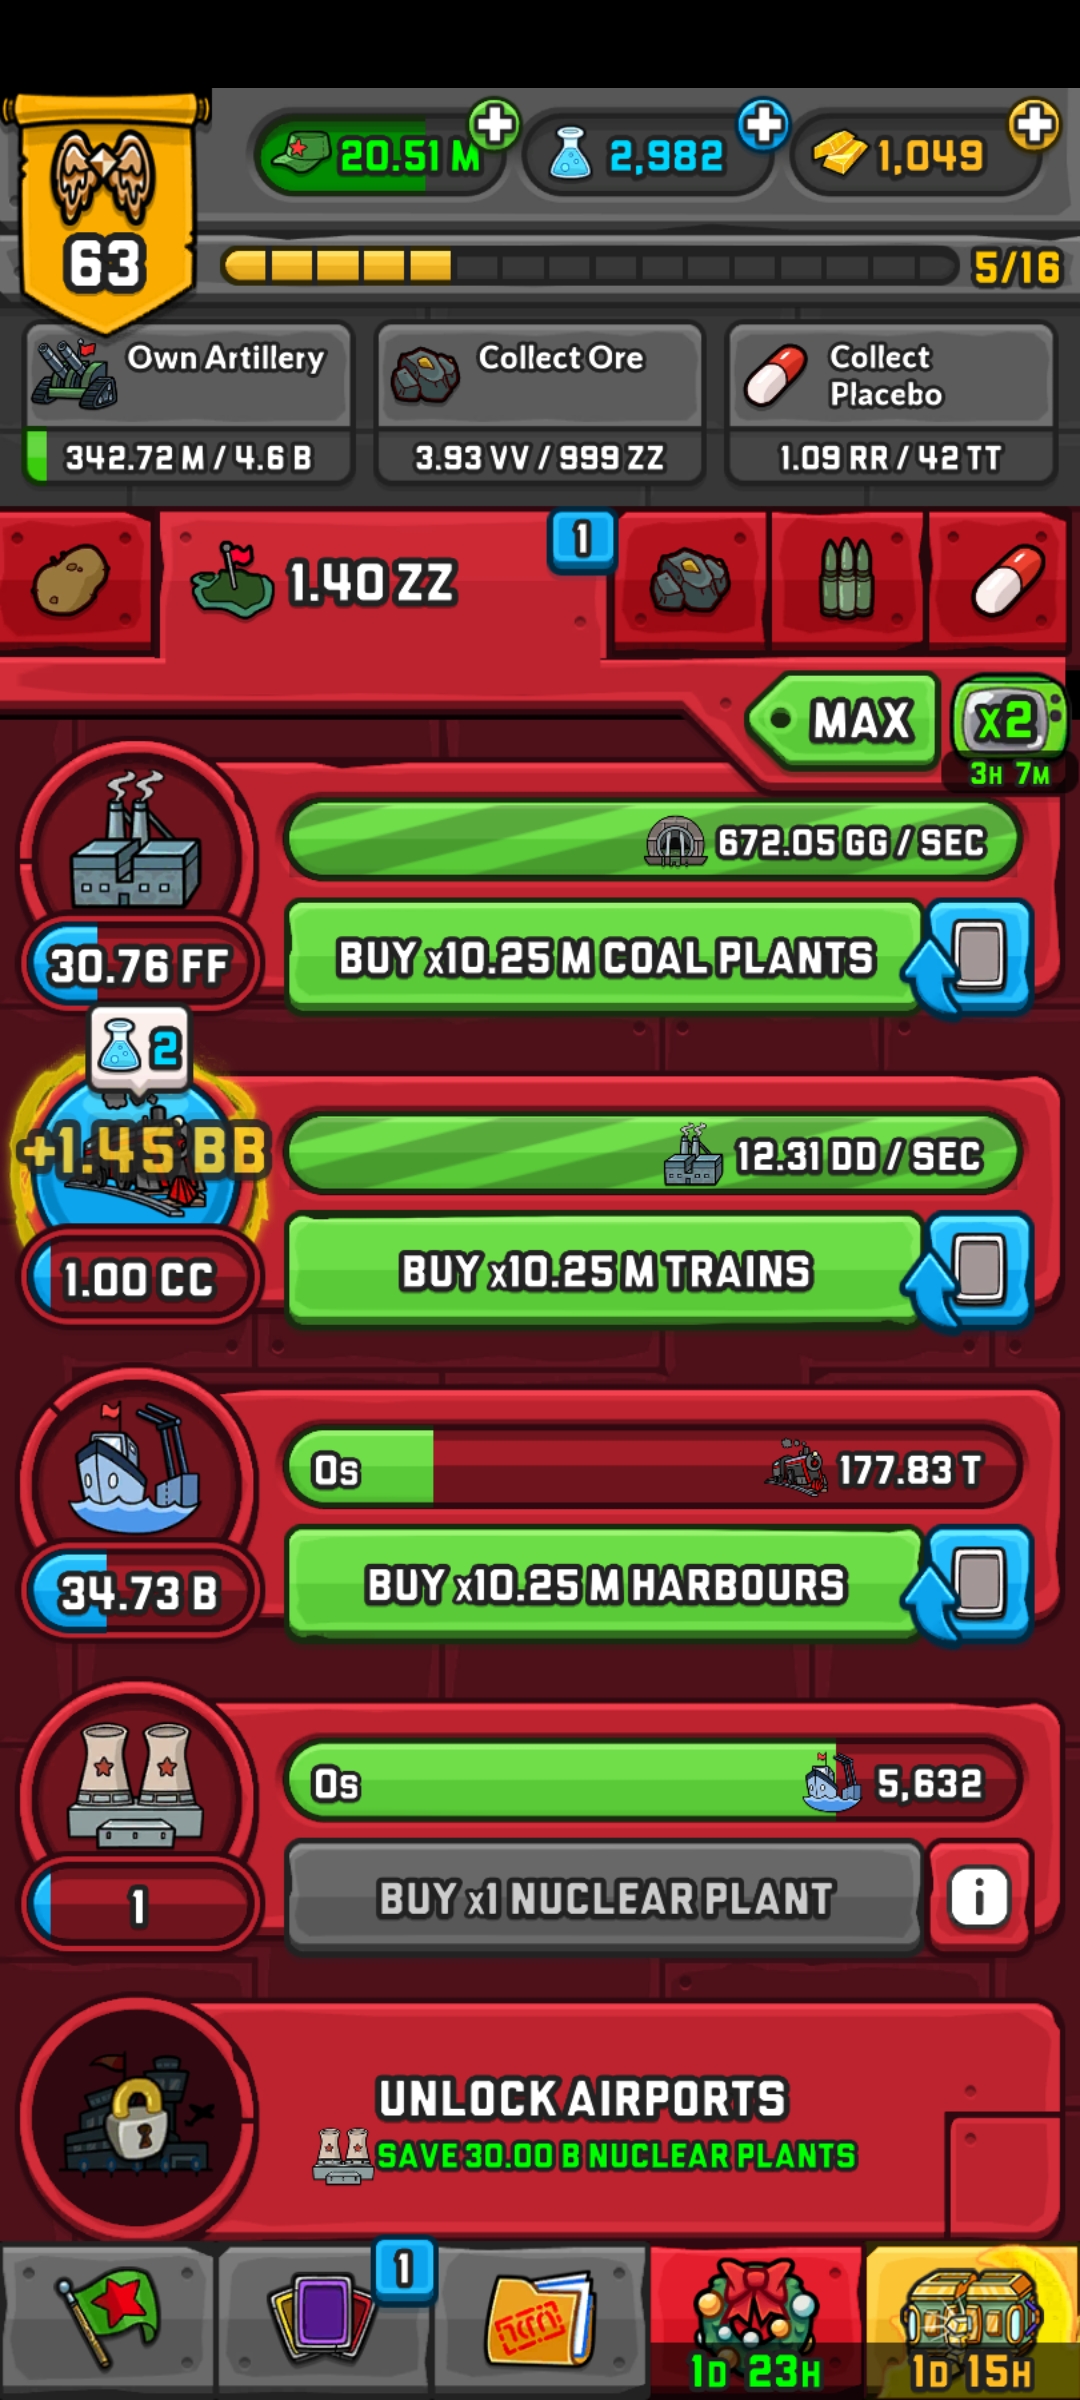 20.51 M
2,982
1,049
63
5/16
Own Artillery
342.72 M / 4.6 B
Collect Ore
3.93 VV / 999 ZZ
Collect
Placebo
1.09 RR / 42 TT
1.40 ZZ
1
MAX
x2
3H 7M
672.05 GG / SEC
30.76 FF
BUY x10.25 M COAL PLANTS
2
+1.45 BB
12.31 DD / SEC
1.00 CC
BUY x10.25 M TRAINS
0s
177.83 T
34.73 B
BUY x10.25 M HARBOURS
0s
5,632
1
BUY x1 NUCLEAR PLANT
i
UNLOCK AIRPORTS
SAVE 30.00 B NUCLEAR PLANTS
1
1D 23H
1D 15H